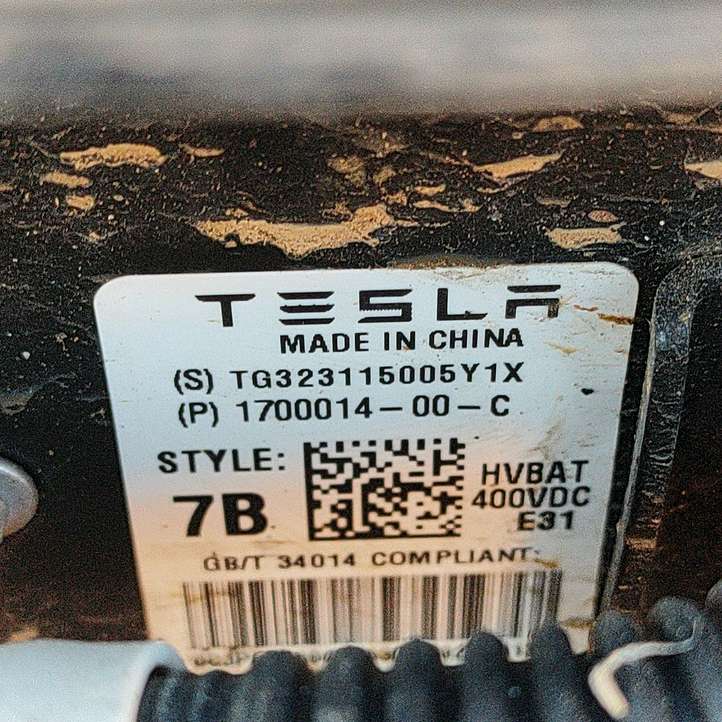 TESLA
MADE IN CHINA
(S) TG323115005Y1X
(P) 1700014-00-C
STYLE:
7B
HVBAT
400VDC
E31
GB/T 34014 COMPLIANT: